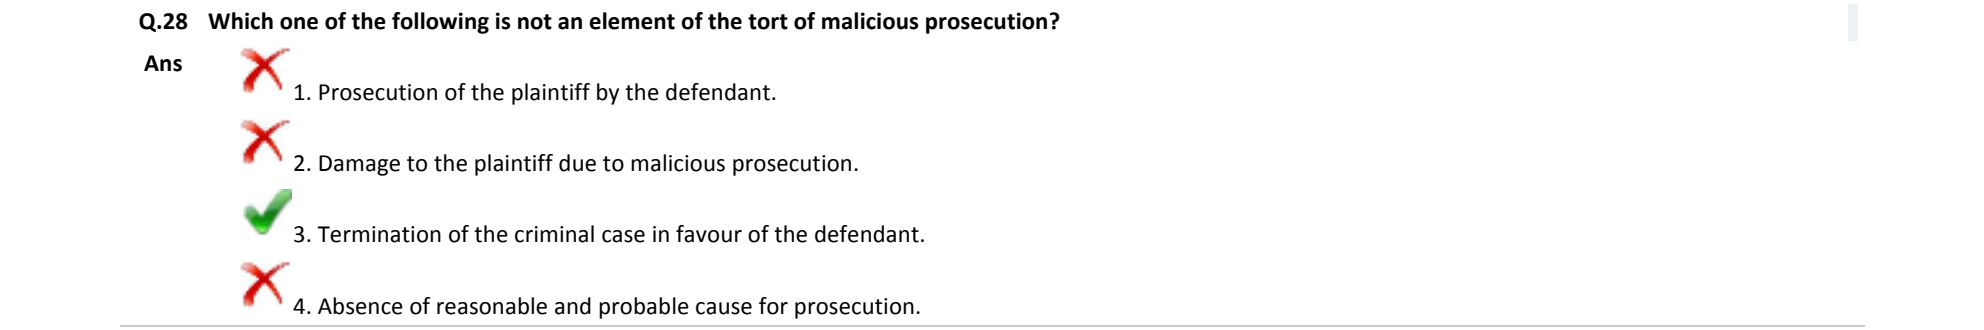 Q.28 Which one of the following is not an element of the tort of malicious prosecution?
Ans
1. Prosecution of the plaintiff by the defendant.
2. Damage to the plaintiff due to malicious prosecution.
3. Termination of the criminal case in favour of the defendant.
4. Absence of reasonable and probable cause for prosecution.